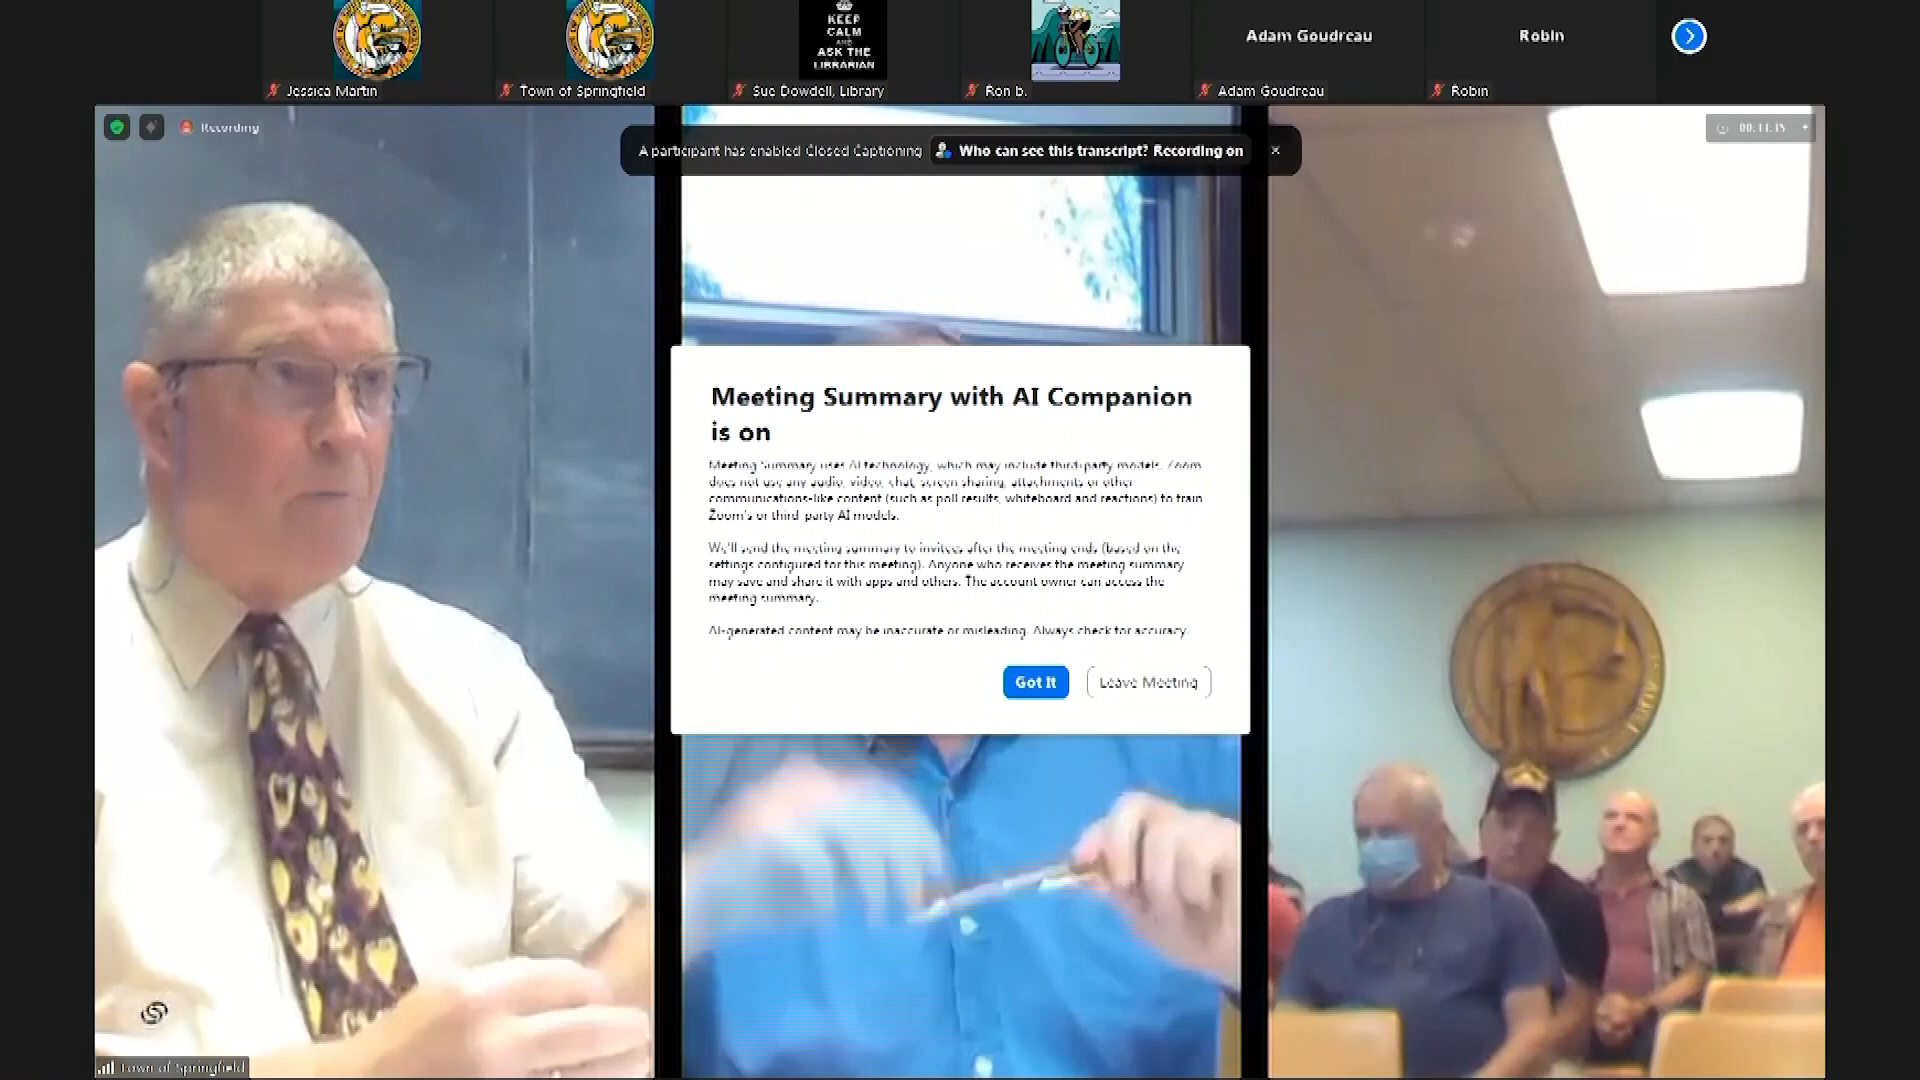 KEEP
CALM
AND
ASK THE
LIBRARIAN
Adam Goudreau
Robin
Jessica Martin
Town of Springfield
Sue Dowdell, Library
Ron b.
Adam Goudreau
Robin
Recording
A participant has enabled Closed Captioning
Who can see this transcript? Recording on
Meeting Summary with AI Companion
is on
Meeting Summary uses AI technology, which may include third-party models. Zoom
does not use any audio, video, chat, screen sharing, attachments or other
communications-like content (such as poll results, whiteboard and reactions) to train
Zoom's or third-party AI models.
We'll send the meeting summary to invitees after the meeting ends (based on the
settings configured for this meeting). Anyone who receives the meeting summary
may save and share it with apps and others. The account owner can access the
meeting summary.
AI-generated content may be inaccurate or misleading. Always check for accuracy.
Got It
Leave Meeting
Town of Springfield